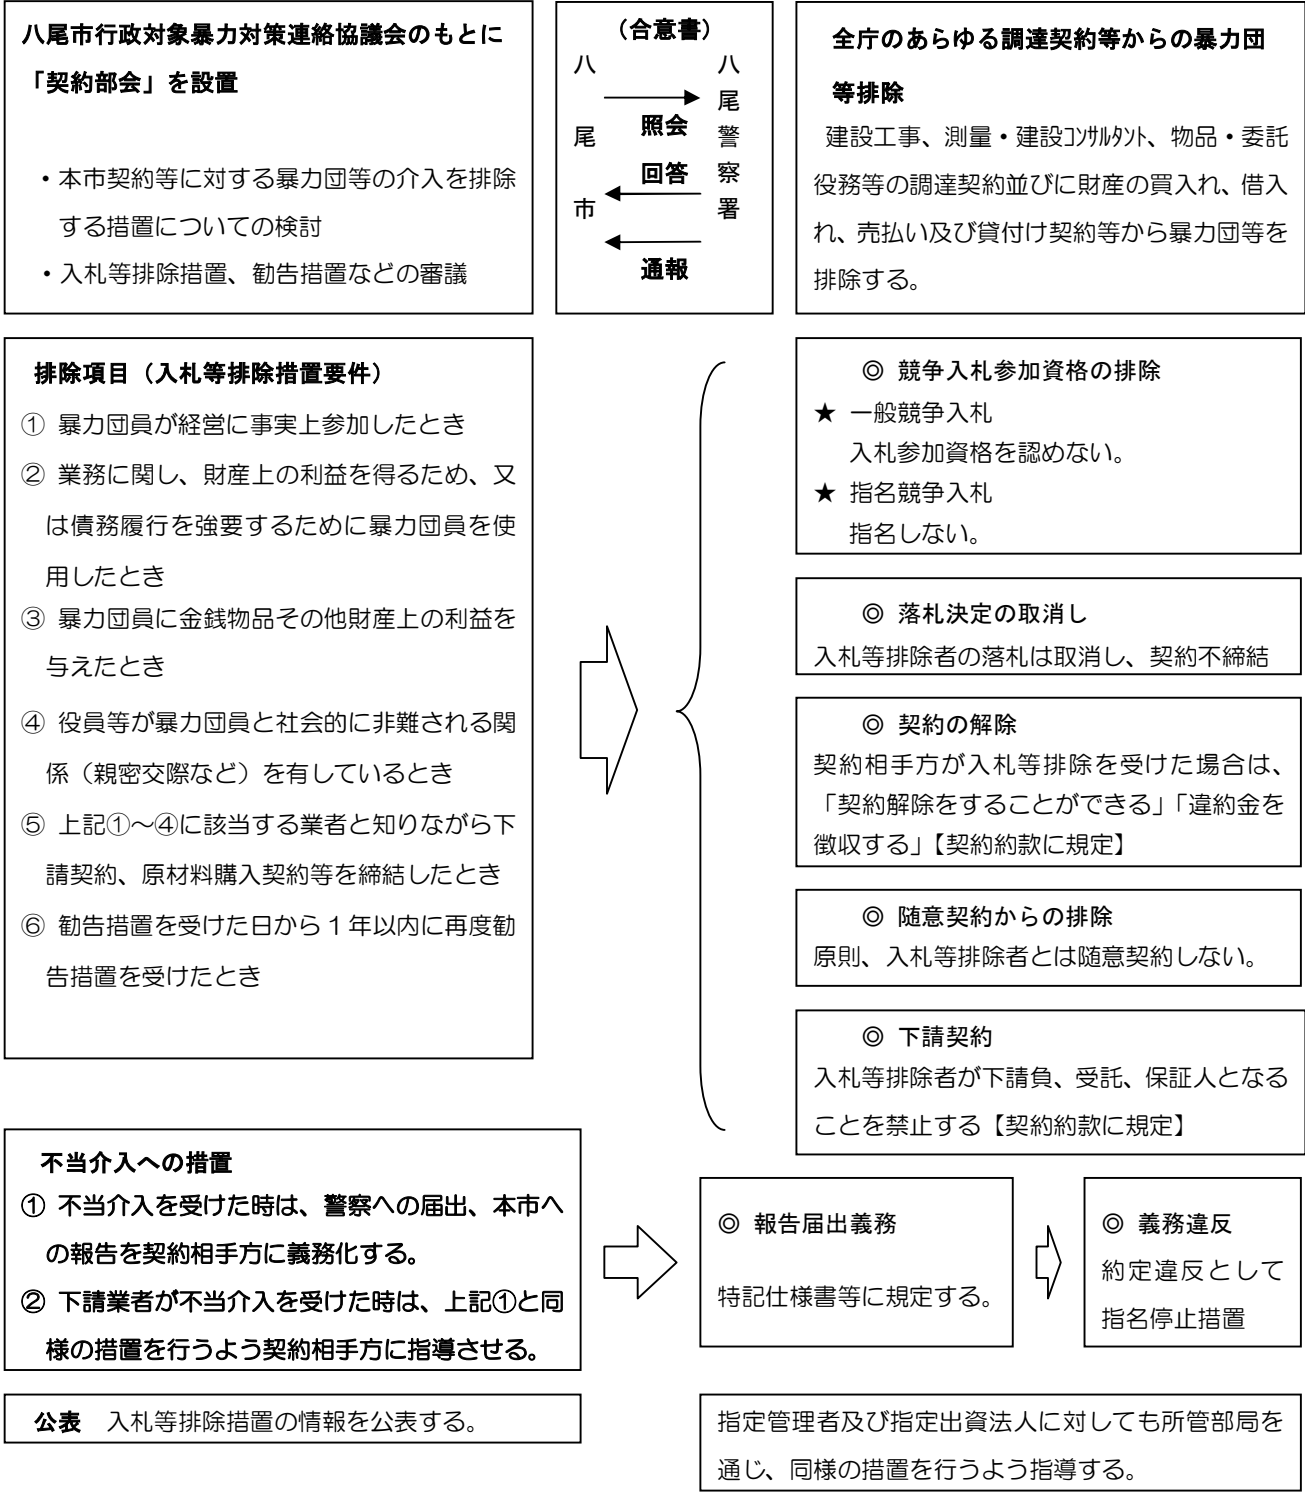 八尾市行政対象暴力対策連絡協議会のもとに
「契約部会」を設置
・本市契約等に対する暴力団等の介入を排除
する措置についての検討
・入札等排除措置、勧告措置などの審議
（合意書）
八尾市
八尾警察署
照会
回答
通報
全庁のあらゆる調達契約等からの暴力団
等排除
建設工事、測量・建設ｺﾝｻﾙﾀﾝﾄ、物品・委託
役務等の調達契約並びに財産の買入れ、借入
れ、売払い及び貸付け契約等から暴力団等を
排除する。
排除項目（入札等排除措置要件）
① 暴力団員が経営に事実上参加したとき
② 業務に関し、財産上の利益を得るため、又
は債務履行を強要するために暴力団員を使
用したとき
③ 暴力団員に金銭物品その他財産上の利益を
与えたとき
④ 役員等が暴力団員と社会的に非難される関
係（親密交際など）を有しているとき
⑤ 上記①～④に該当する業者と知りながら下
請契約、原材料購入契約等を締結したとき
⑥ 勧告措置を受けた日から１年以内に再度勧
告措置を受けたとき
◎ 競争入札参加資格の排除
★ 一般競争入札
入札参加資格を認めない。
★ 指名競争入札
指名しない。
◎ 落札決定の取消し
入札等排除者の落札は取消し、契約不締結
◎ 契約の解除
契約相手方が入札等排除を受けた場合は、
「契約解除をすることができる」「違約金を
徴収する」【契約約款に規定】
◎ 随意契約からの排除
原則、入札等排除者とは随意契約しない。
◎ 下請契約
入札等排除者が下請負、受託、保証人となる
ことを禁止する【契約約款に規定】
不当介入への措置
① 不当介入を受けた時は、警察への届出、本市へ
の報告を契約相手方に義務化する。
② 下請業者が不当介入を受けた時は、上記①と同
様の措置を行うよう契約相手方に指導させる。
◎ 報告届出義務
特記仕様書等に規定する。
◎ 義務違反
約定違反として
指名停止措置
公表　入札等排除措置の情報を公表する。
指定管理者及び指定出資法人に対しても所管部局を
通じ、同様の措置を行うよう指導する。